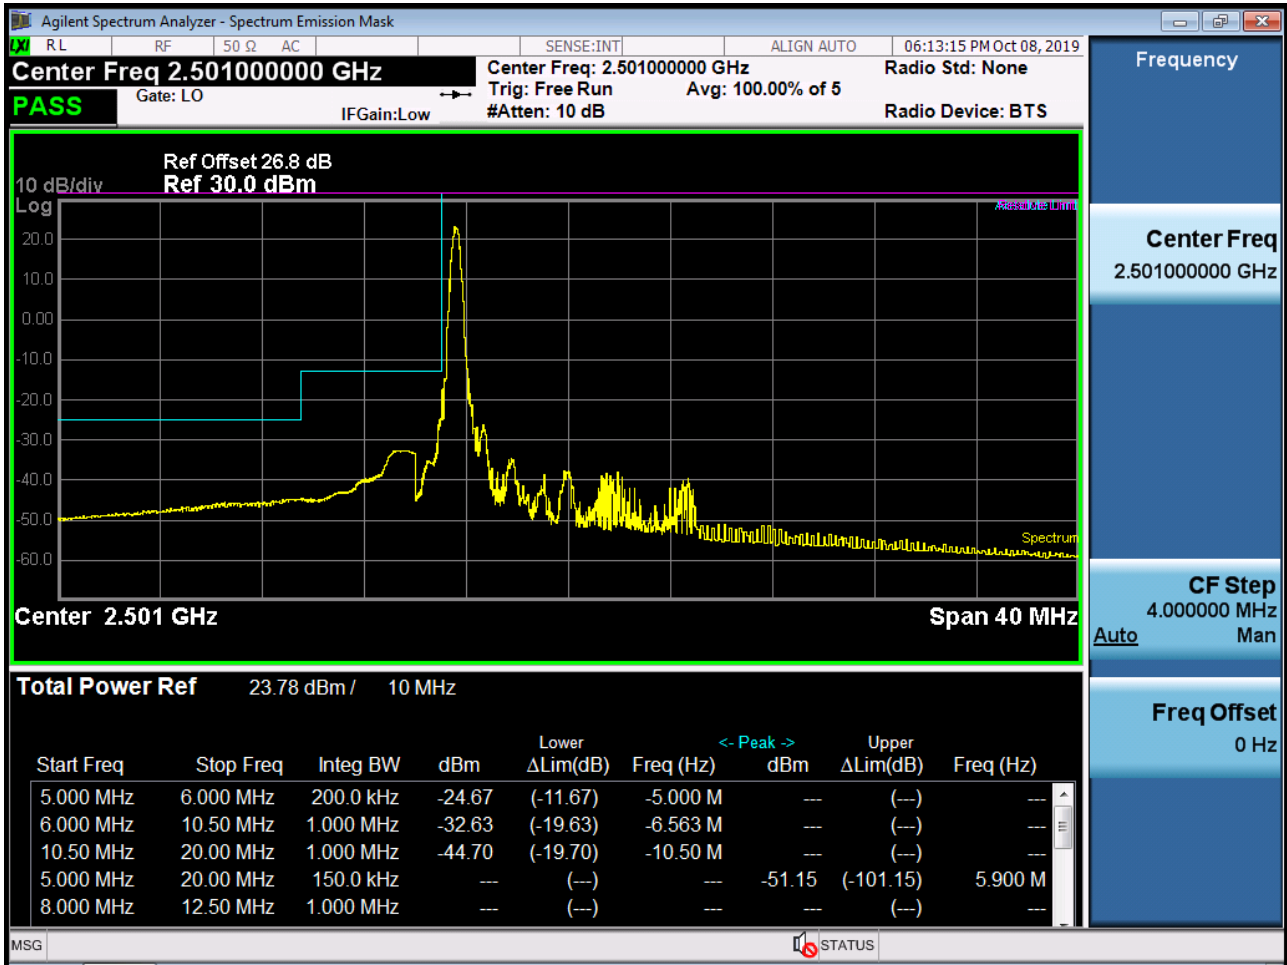 Agilent Spectrum Analyzer - Spectrum Emission Mask
LXI RL RF 50 Ω AC SENSE:INT ALIGN AUTO 06:13:15 PM Oct 08, 2019
Center Freq 2.501000000 GHz
Center Freq: 2.501000000 GHz
Radio Std: None
PASS
Gate: LO
Trig: Free Run
Avg: 100.00% of 5
IFGain:Low
#Atten: 10 dB
Radio Device: BTS
Ref Offset 26.8 dB
10 dB/div
Ref 30.0 dBm
Log
Absolute Limit
20.0
10.0
0.00
-10.0
-20.0
-30.0
-40.0
-50.0
Spectrum
-60.0
Center 2.501 GHz
Span 40 MHz
Total Power Ref 23.78 dBm / 10 MHz
Lower <- Peak -> Upper
Start Freq Stop Freq Integ BW dBm ΔLim(dB) Freq (Hz) dBm ΔLim(dB) Freq (Hz)
5.000 MHz 6.000 MHz 200.0 kHz -24.67 (-11.67) -5.000 M --- (---) ---
6.000 MHz 10.50 MHz 1.000 MHz -32.63 (-19.63) -6.563 M --- (---) ---
10.50 MHz 20.00 MHz 1.000 MHz -44.70 (-19.70) -10.50 M --- (---) ---
5.000 MHz 20.00 MHz 150.0 kHz --- (---) --- -51.15 (-101.15) 5.900 M
8.000 MHz 12.50 MHz 1.000 MHz --- (---) --- --- (---) ---
MSG
STATUS
Frequency
Center Freq
2.501000000 GHz
CF Step
4.000000 MHz
Auto Man
Freq Offset
0 Hz